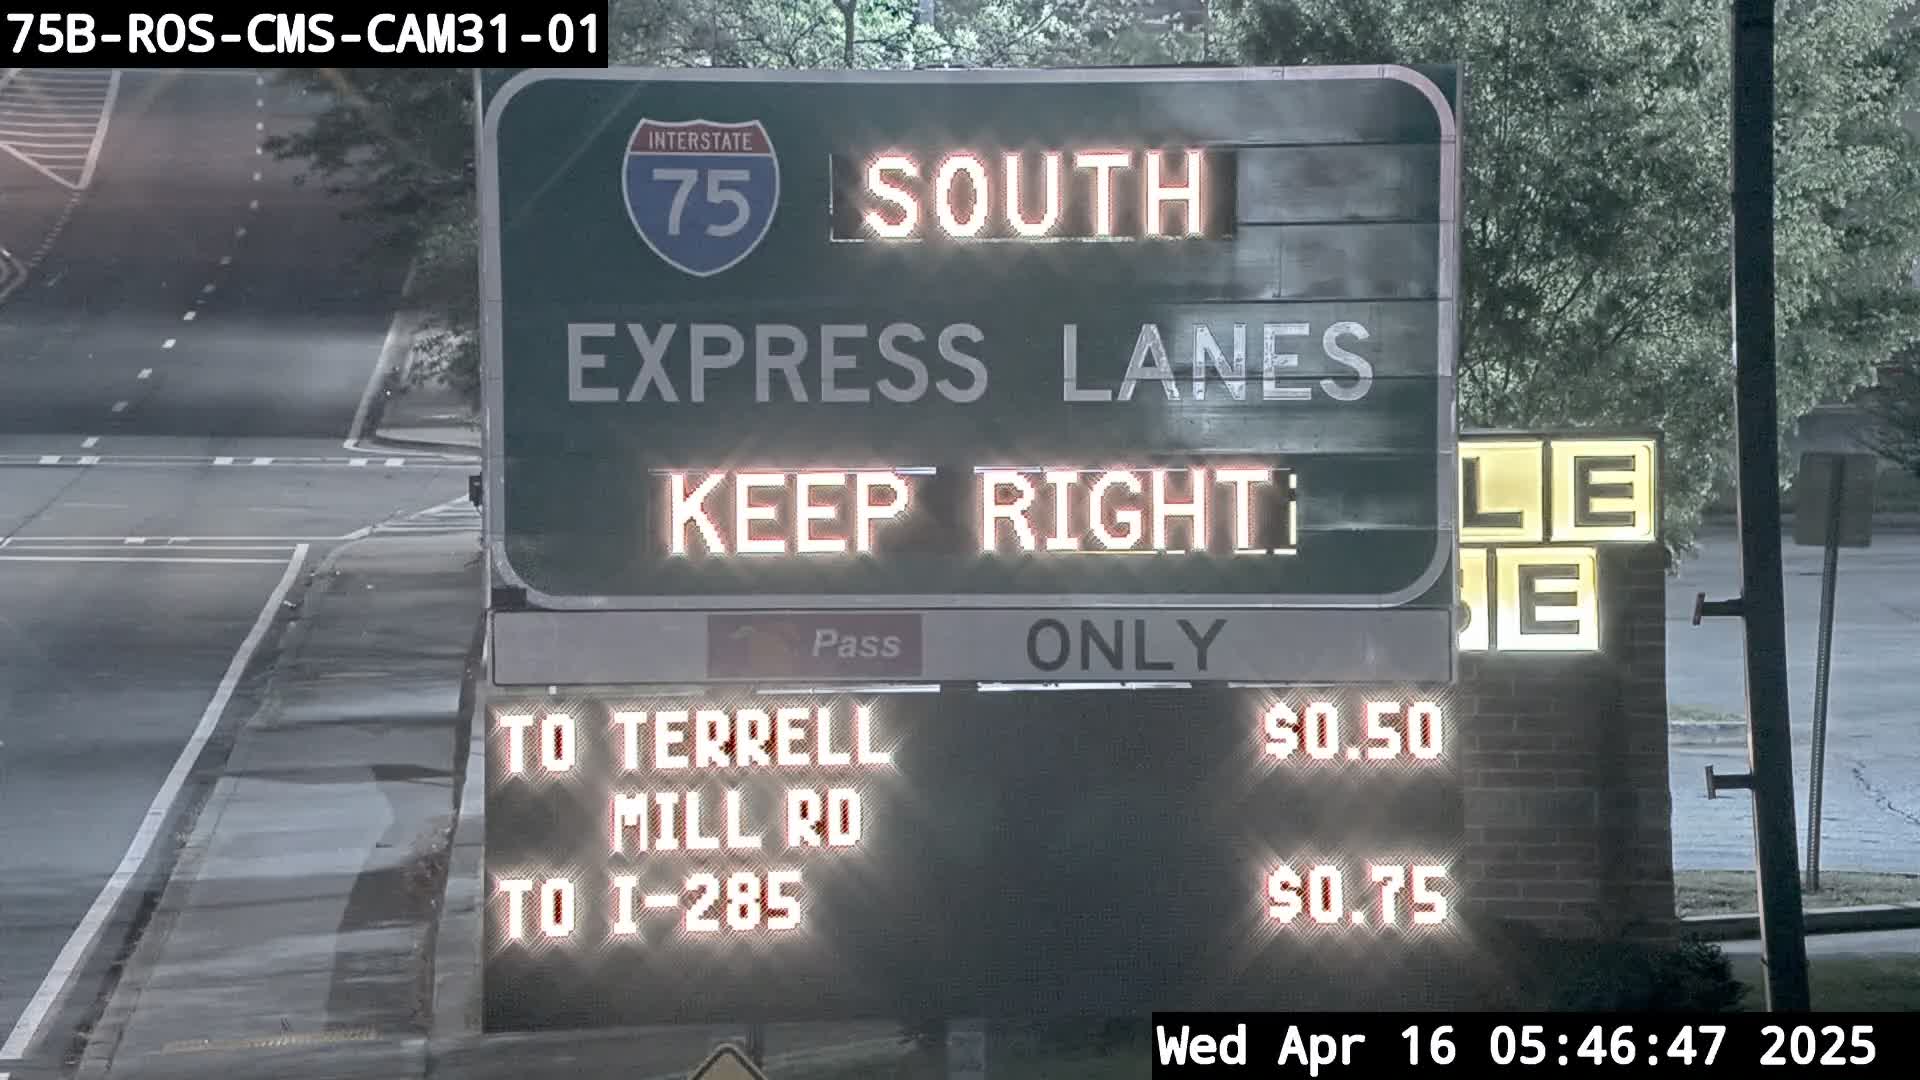 75B-ROS-CMS-CAM31-01
INTERSTATE
75
SOUTH
EXPRESS LANES
KEEP RIGHT
Pass ONLY
TO TERRELL $0.50
MILL RD
TO I-285 $0.75
LE
E
Wed Apr 16 05:46:47 2025